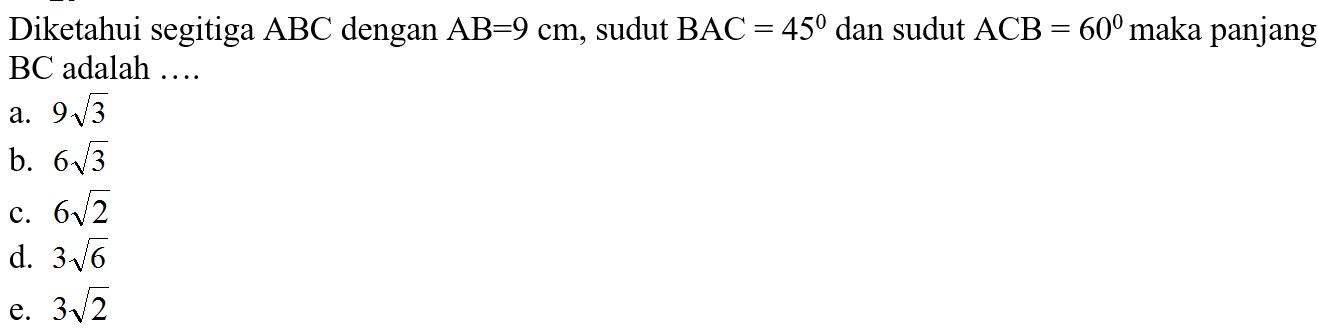 Diketahui segitiga ABC dengan AB=9 cm, sudut BAC = 45⁰ dan sudut ACB = 60⁰ maka panjang
BC adalah ….
a. 9√3
b. 6√3
c. 6√2
d. 3√6
e. 3√2